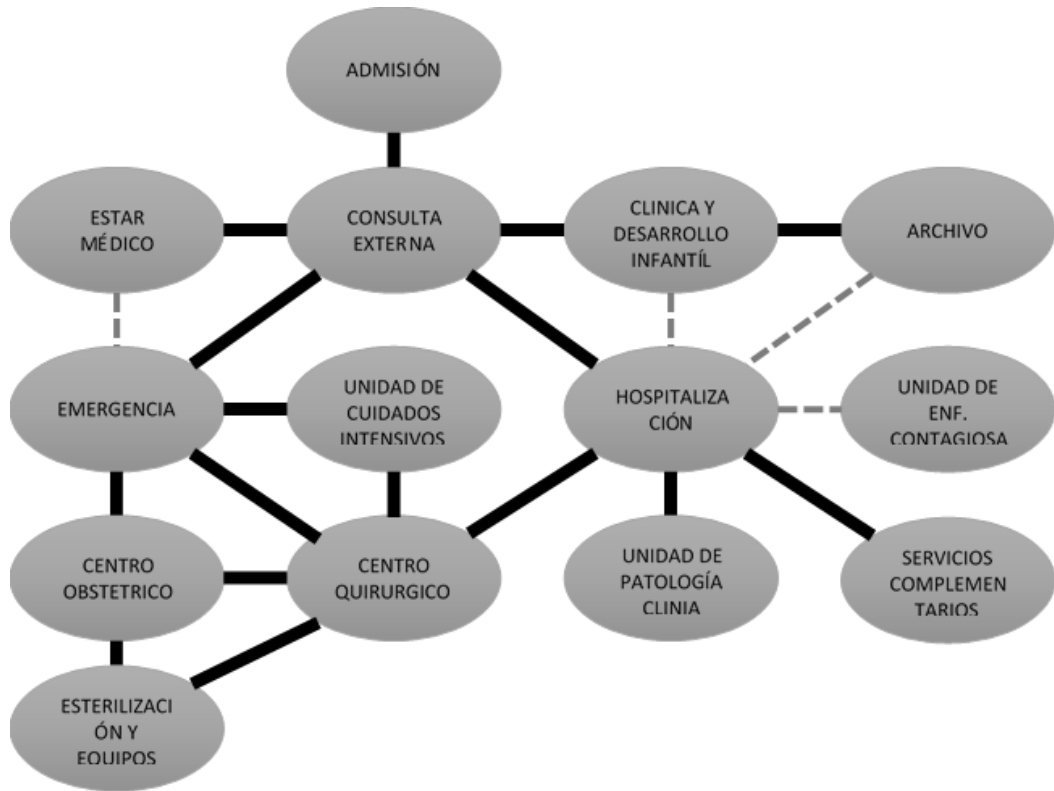 ADMISIÓN
ESTAR
MÉDICO
CONSULTA
EXTERNA
CLINICA Y
DESARROLLO
INFANTÍL
ARCHIVO
EMERGENCIA
UNIDAD DE
CUIDADOS
INTENSIVOS
HOSPITALIZA
CIÓN
UNIDAD DE
ENF.
CONTAGIOSA
CENTRO
OBSTETRICO
CENTRO
QUIRURGICO
UNIDAD DE
PATOLOGÍA
CLINIA
SERVICIOS
COMPLEMEN
TARIOS
ESTERILIZACI
ÓN Y
EQUIPOS